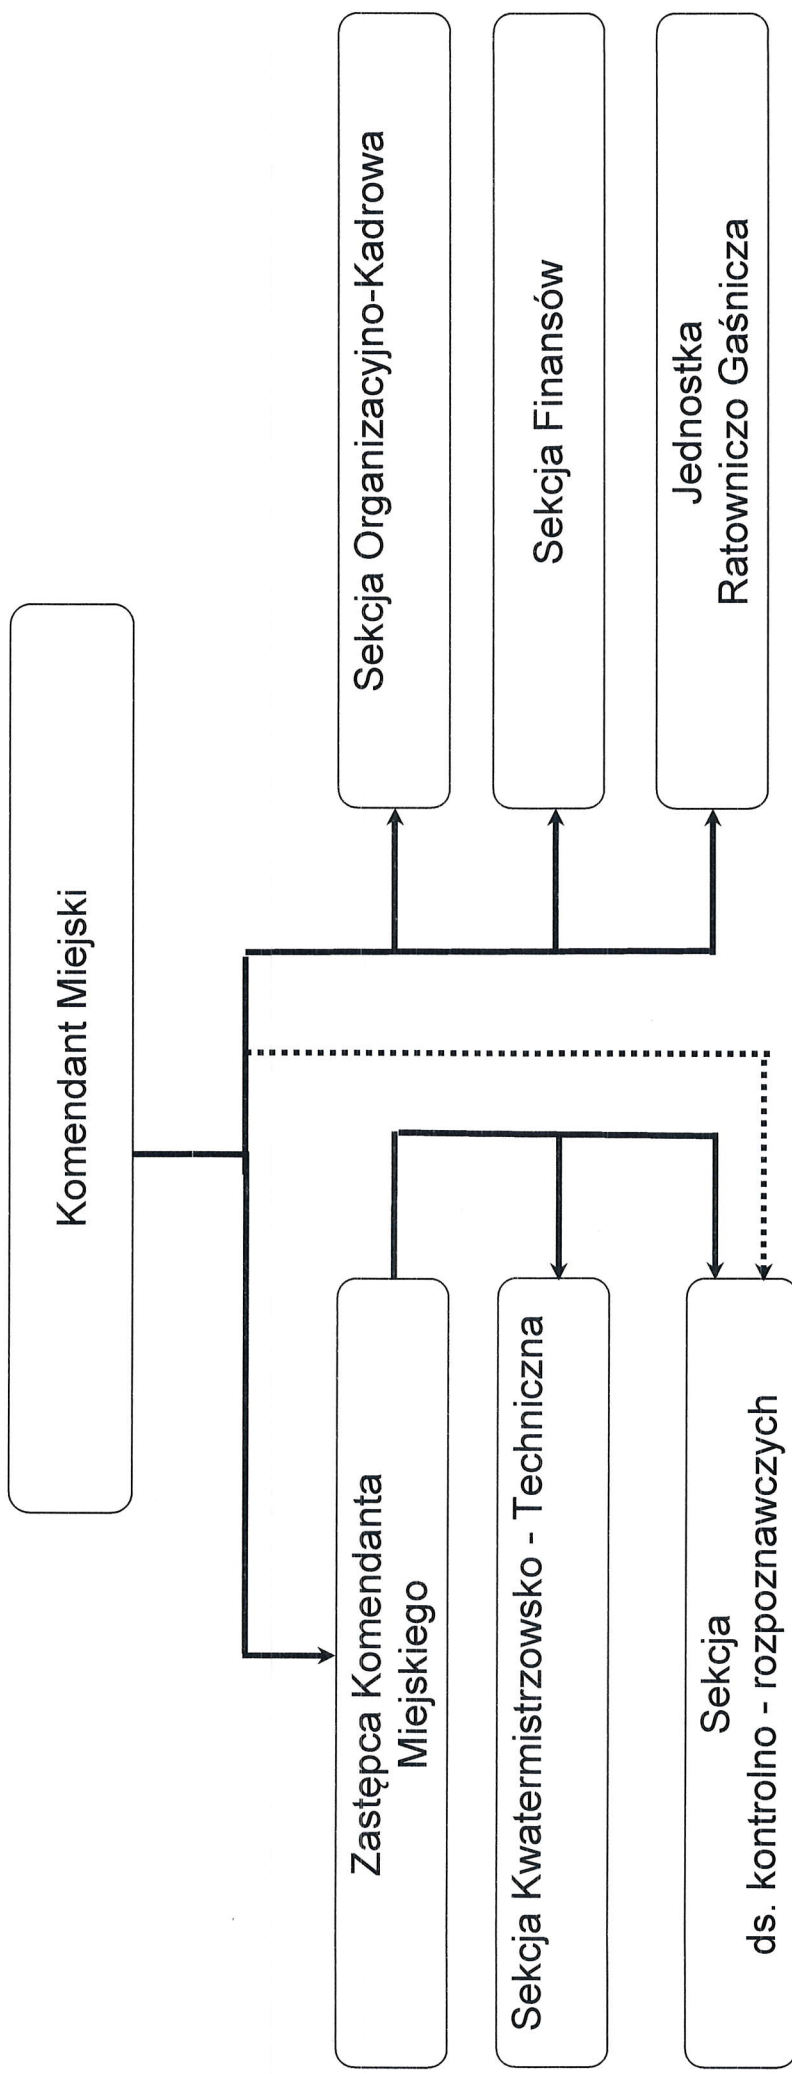 Komendant Miejski
Zastępca Komendanta
Miejskiego
Sekcja Kwatermistrzowsko - Techniczna
Sekcja
ds. kontrolno - rozpoznawczych
Sekcja Organizacyjno-Kadrowa
Sekcja Finansów
Jednostka
Ratowniczo Gaśnicza